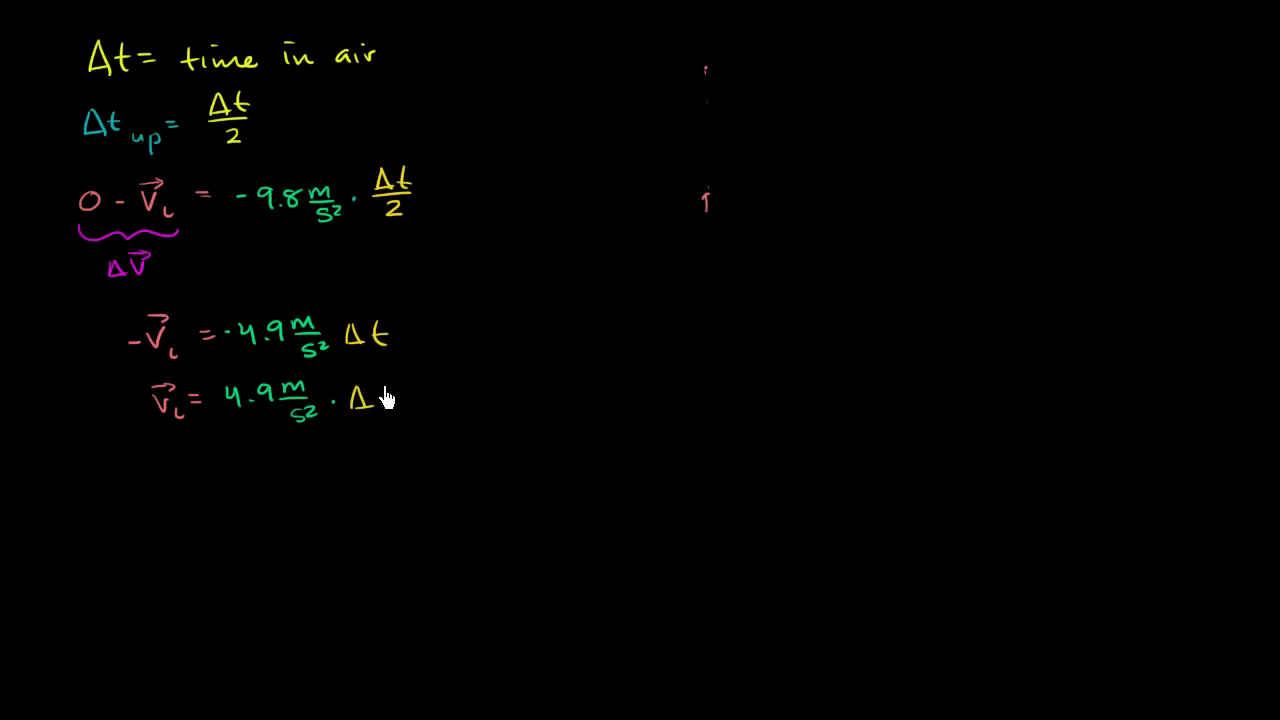 Δt = time in air
Δt up = Δt/2
0 - v⃗ᵢ = -9.8 m/s² · Δt/2
Δv⃗
-v⃗ᵢ = -4.9 m/s² Δt
v⃗ᵢ = 4.9 m/s² · Δ